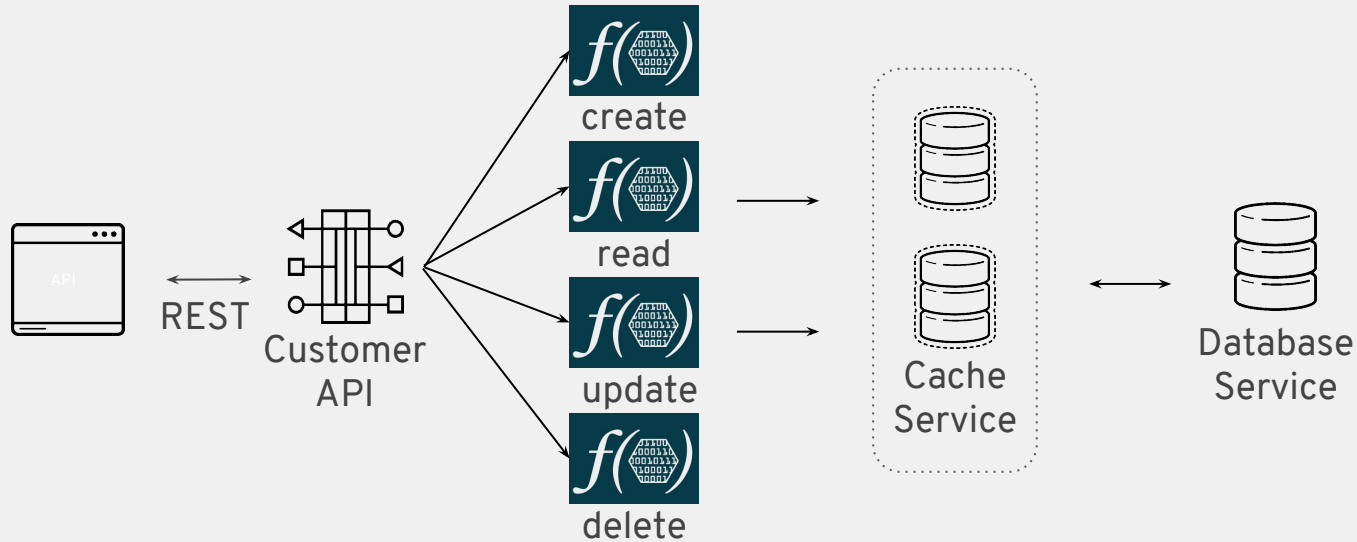 API
REST
Customer
API
create
read
update
delete
Cache
Service
Database
Service